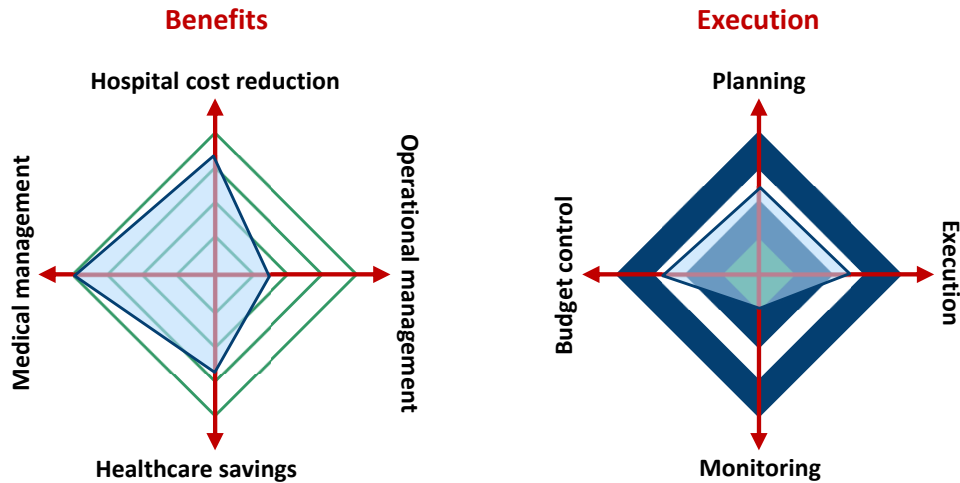 Benefits
Execution
Hospital cost reduction
Planning
Medical management
Operational management
Budget control
Execution
Healthcare savings
Monitoring